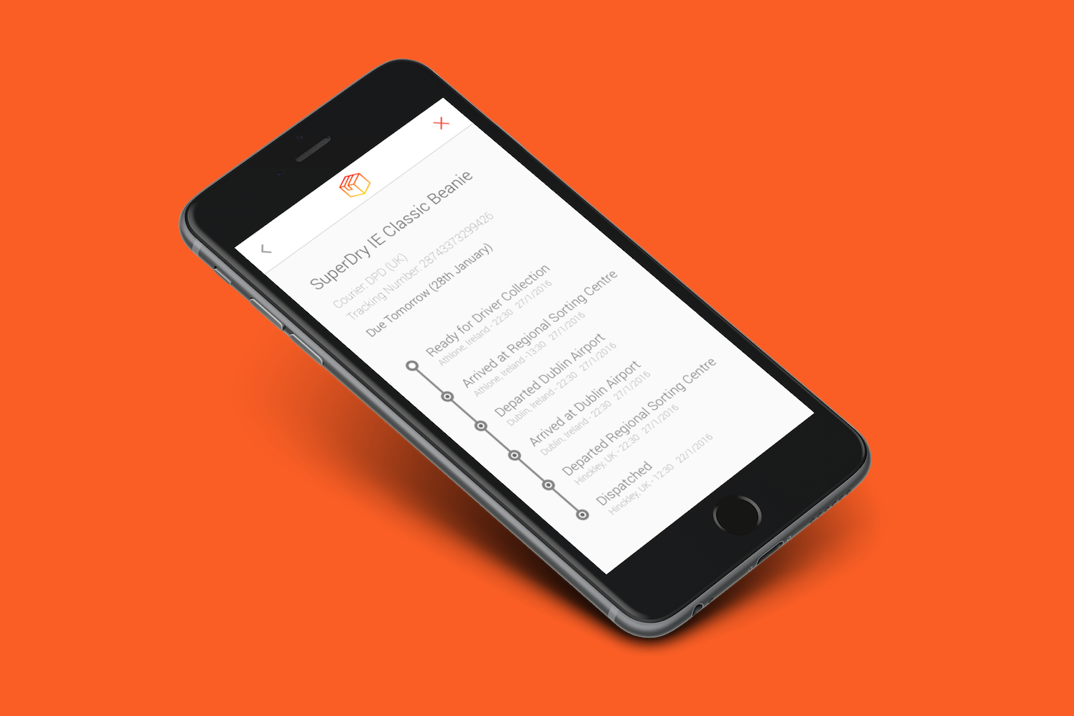 SuperDry IE Classic Beanie
Courier: DPD (UK)
Tracking Number: 28743373299426
Due Tomorrow (28th January)
Ready for Driver Collection
Athlone, Ireland - 22:30 27/1/2016
Arrived at Regional Sorting Centre
Athlone, Ireland - 13:30 27/1/2016
Departed Dublin Airport
Dublin, Ireland - 22:30 27/1/2016
Arrived at Dublin Airport
Dublin, Ireland - 22:30 27/1/2016
Departed Regional Sorting Centre
Hinckley, UK - 22:30 27/1/2016
Dispatched
Hinckley, UK - 12:30 22/1/2016